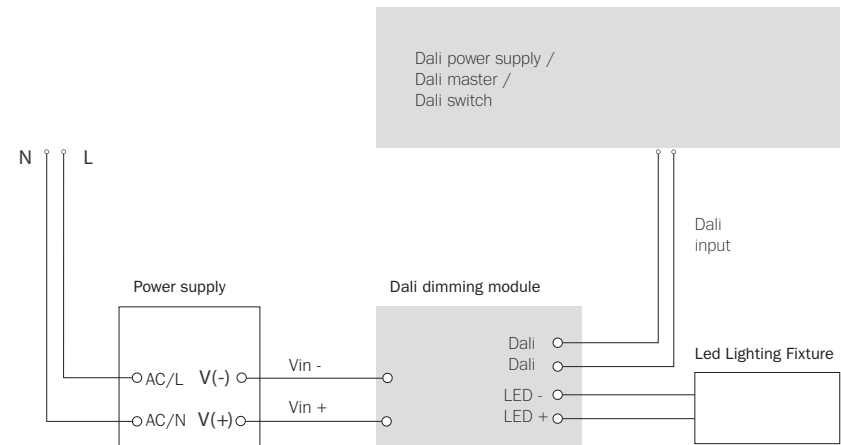 Dali power supply /
Dali master /
Dali switch
N L
Dali
input
Power supply
Dali dimming module
Led Lighting Fixture
AC/L V(-)
Vin -
Dali
Dali
AC/N V(+)
Vin +
LED -
LED +